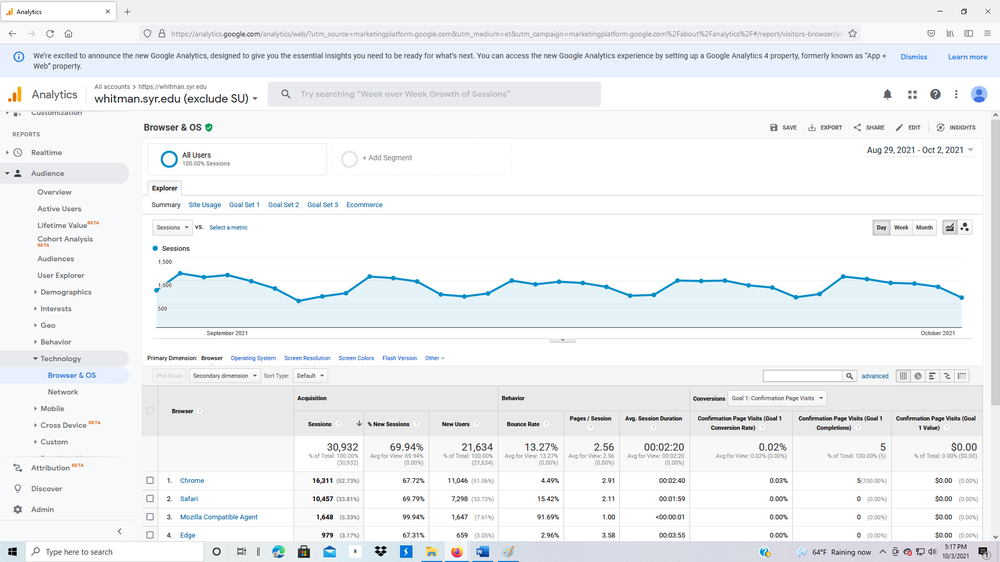 Analytics
https://analytics.google.com/analytics/web/?utm_source=marketingplatform.google.com&utm_medium=et&utm_campaign=marketingplatform.google.com%2Fabout%2Fanalytics%2F#/report/visitors-browser/a4
We're excited to announce the new Google Analytics, designed to give you the essential insights you need to be ready for what's next. You can access the new Google Analytics experience by setting up a Google Analytics 4 property, formerly known as “App +
Web” property.
Dismiss
Learn more
Analytics
All accounts > https://whitman.syr.edu
whitman.syr.edu (exclude SU)
Try searching “Week over Week Growth of Sessions”
Customization
REPORTS
Realtime
Audience
Overview
Active Users
Lifetime Value BETA
Cohort Analysis
BETA
Audiences
User Explorer
Demographics
Interests
Geo
Behavior
Technology
Browser & OS
Network
Mobile
Cross Device BETA
Custom
Attribution BETA
Discover
Admin
Browser & OS
SAVE
EXPORT
SHARE
EDIT
INSIGHTS
All Users
100.00% Sessions
+ Add Segment
Aug 29, 2021 - Oct 2, 2021
Explorer
Summary Site Usage Goal Set 1 Goal Set 2 Goal Set 3 Ecommerce
Sessions VS. Select a metric
Day Week Month
Sessions
1,500
1,000
500
September 2021
October 2021
Primary Dimension: Browser Operating System Screen Resolution Screen Colors Flash Version Other
Plot Rows Secondary dimension Sort Type: Default
advanced
Browser ?
Acquisition
Behavior
Conversions Goal 1: Confirmation Page Visits
Sessions ? % New Sessions ? New Users ? Bounce Rate ? Pages / Session ? Avg. Session Duration ?
Confirmation Page Visits (Goal 1
Conversion Rate) ?
Confirmation Page Visits (Goal 1
Completions) ?
Confirmation Page Visits (Goal
1 Value) ?
30,932
% of Total: 100.00%
(30,932)
69.94%
Avg for View: 69.94%
(0.00%)
21,634
% of Total: 100.00%
(21,634)
13.27%
Avg for View: 13.27%
(0.00%)
2.56
Avg for View: 2.56
(0.00%)
00:02:20
Avg for View: 00:02:20
(0.00%)
0.02%
Avg for View: 0.02% (0.00%)
5
% of Total: 100.00% (5)
$0.00
% of Total: 0.00% ($0.00)
1. Chrome 16,311 (52.73%) 67.72% 11,046 (51.06%) 4.49% 2.91 00:02:40 0.03% 5(100.00%) $0.00 (0.00%)
2. Safari 10,457 (33.81%) 69.79% 7,298 (33.73%) 15.42% 2.11 00:01:59 0.00% 0 (0.00%) $0.00 (0.00%)
3. Mozilla Compatible Agent 1,648 (5.33%) 99.94% 1,647 (7.61%) 91.69% 1.00 <00:00:01 0.00% 0 (0.00%) $0.00 (0.00%)
4. Edge 979 (3.17%) 67.31% 659 (3.05%) 2.96% 3.58 00:03:55 0.00% 0 (0.00%) $0.00 (0.00%)
Type here to search
a
64°F Raining now
5:17 PM
10/3/2021
1